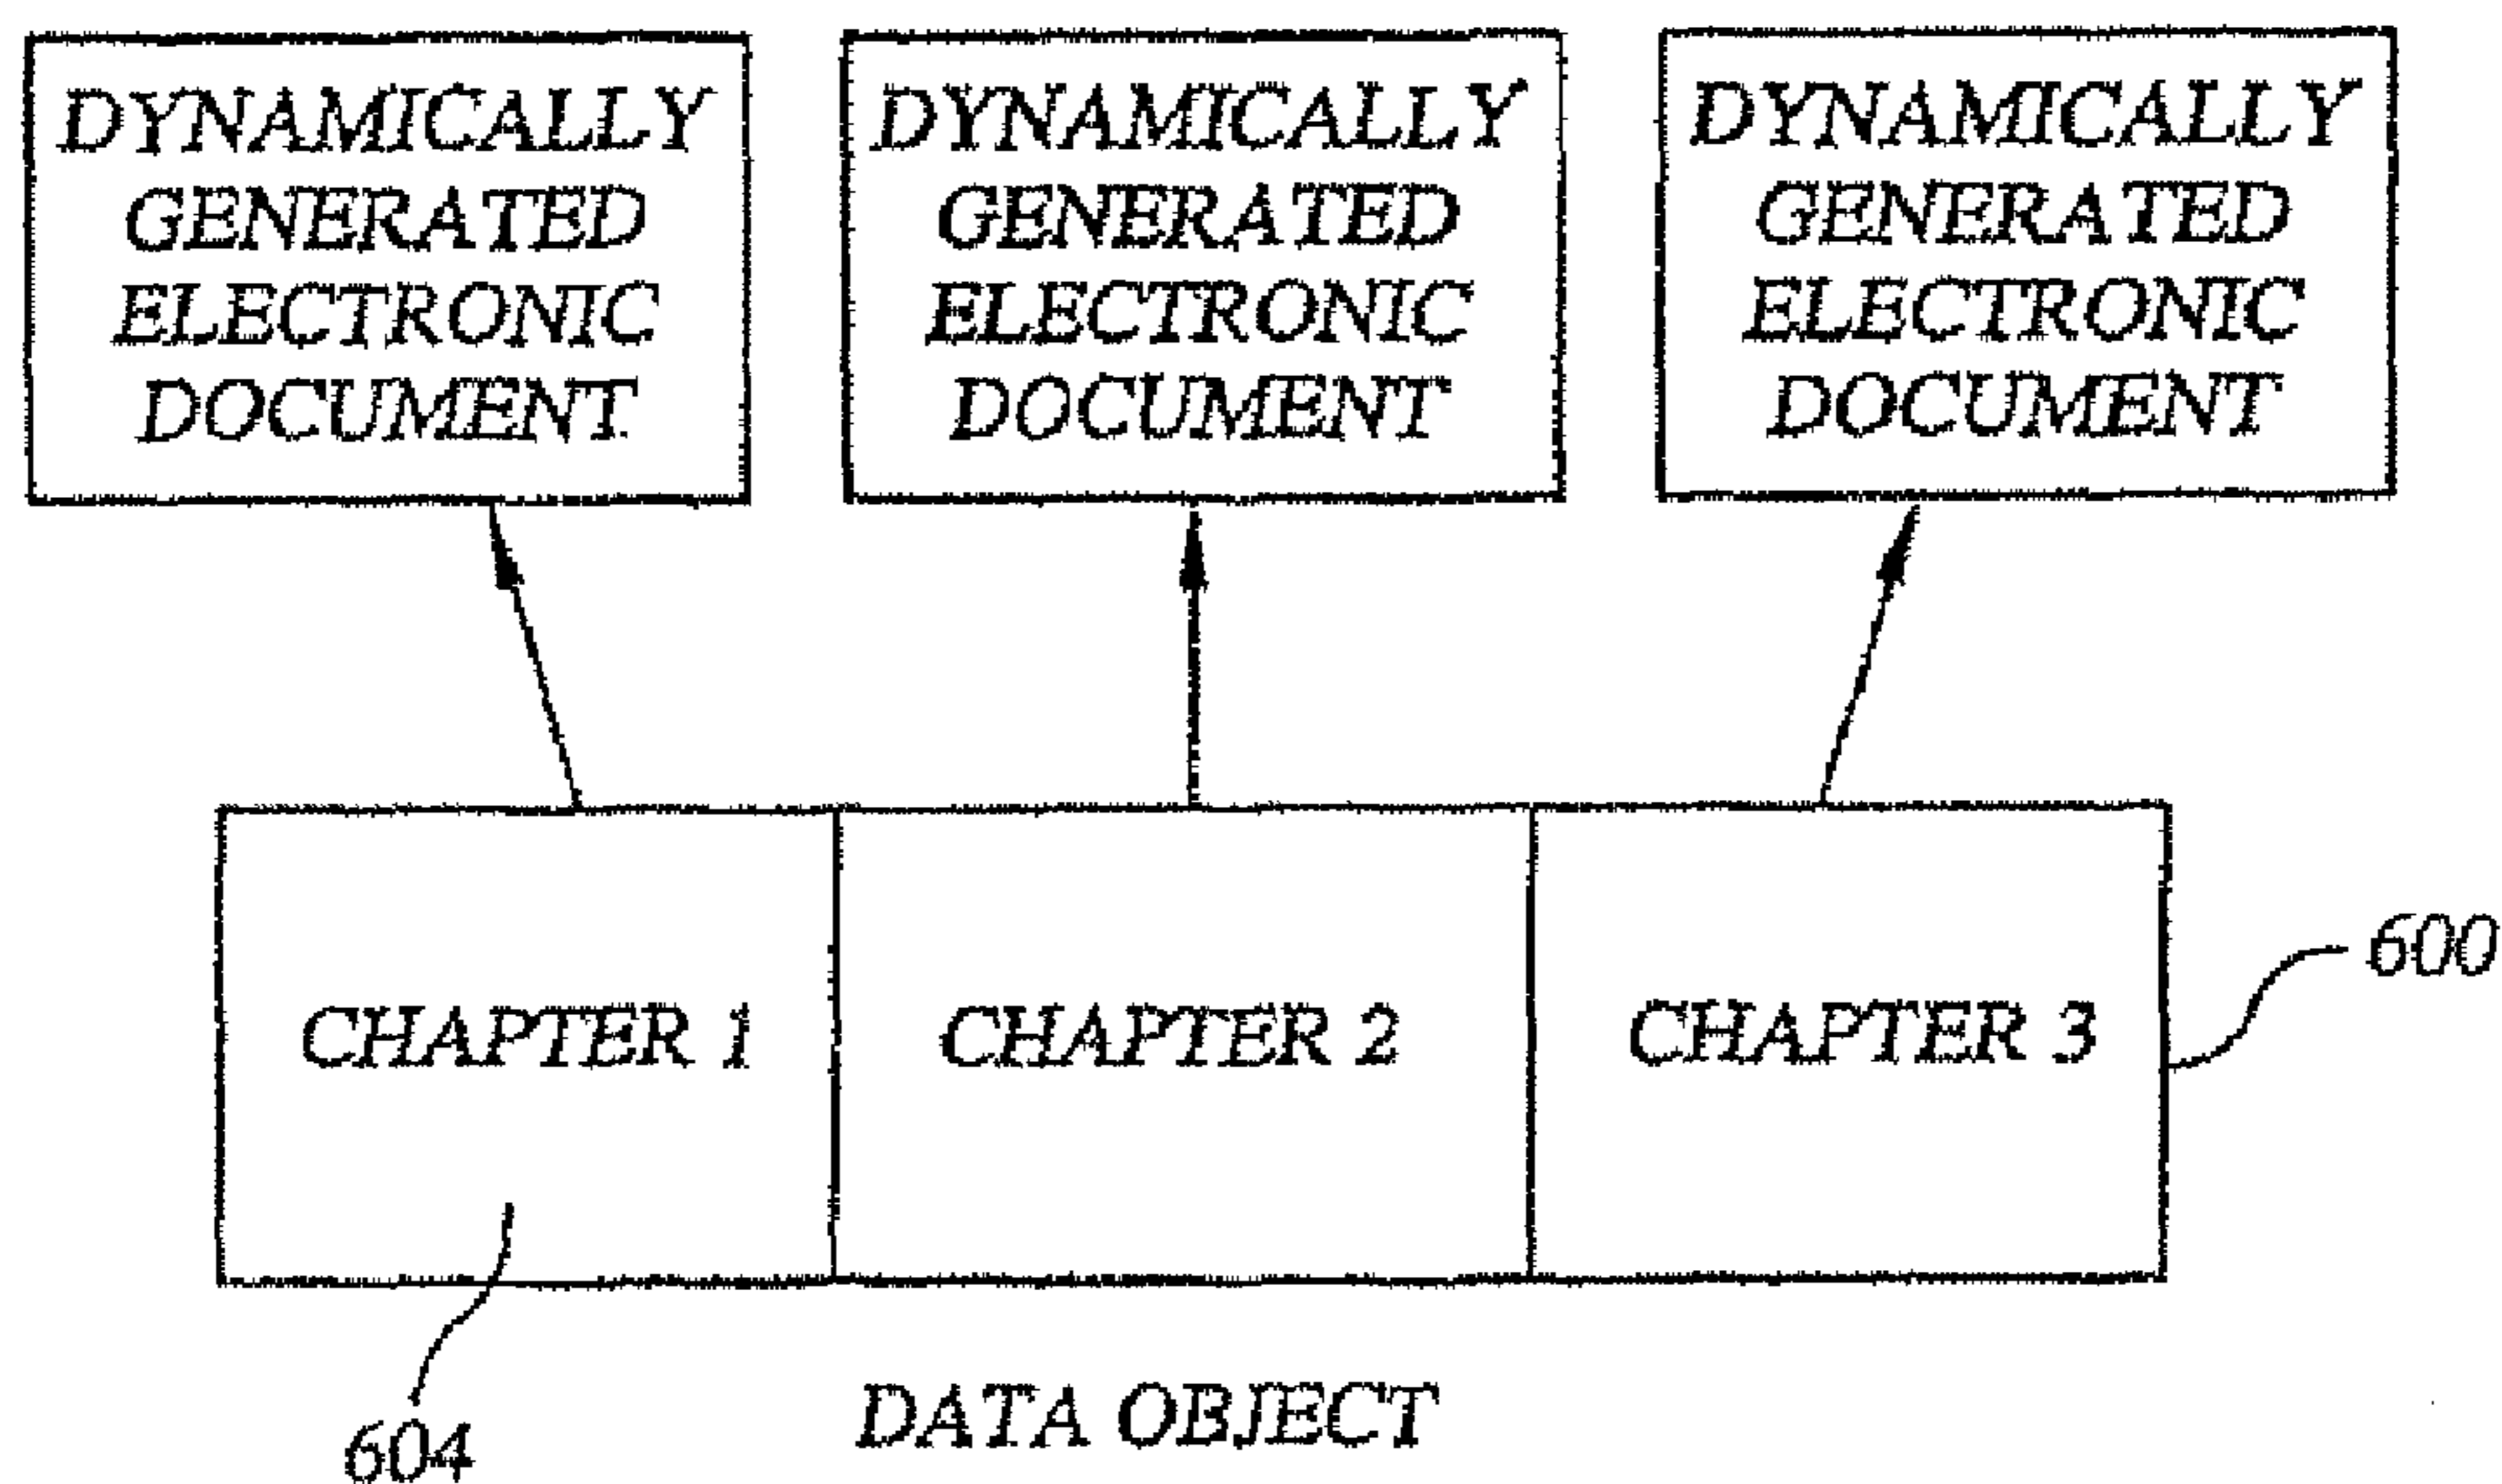 DYNAMICALLY
GENERATED
ELECTRONIC
DOCUMENT
DYNAMICALLY
GENERATED
ELECTRONIC
DOCUMENT
DYNAMICALLY
GENERATED
ELECTRONIC
DOCUMENT
600
CHAPTER 1
CHAPTER 2
CHAPTER 3
DATA OBJECT
604